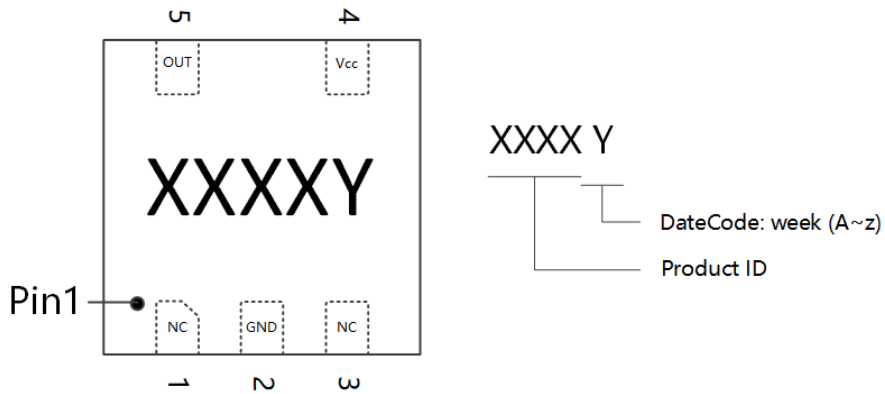 5 4
OUT Vcc
XXXXY
XXXX Y
DateCode: week (A~z)
Product ID
Pin1
NC GND NC
1 2 3